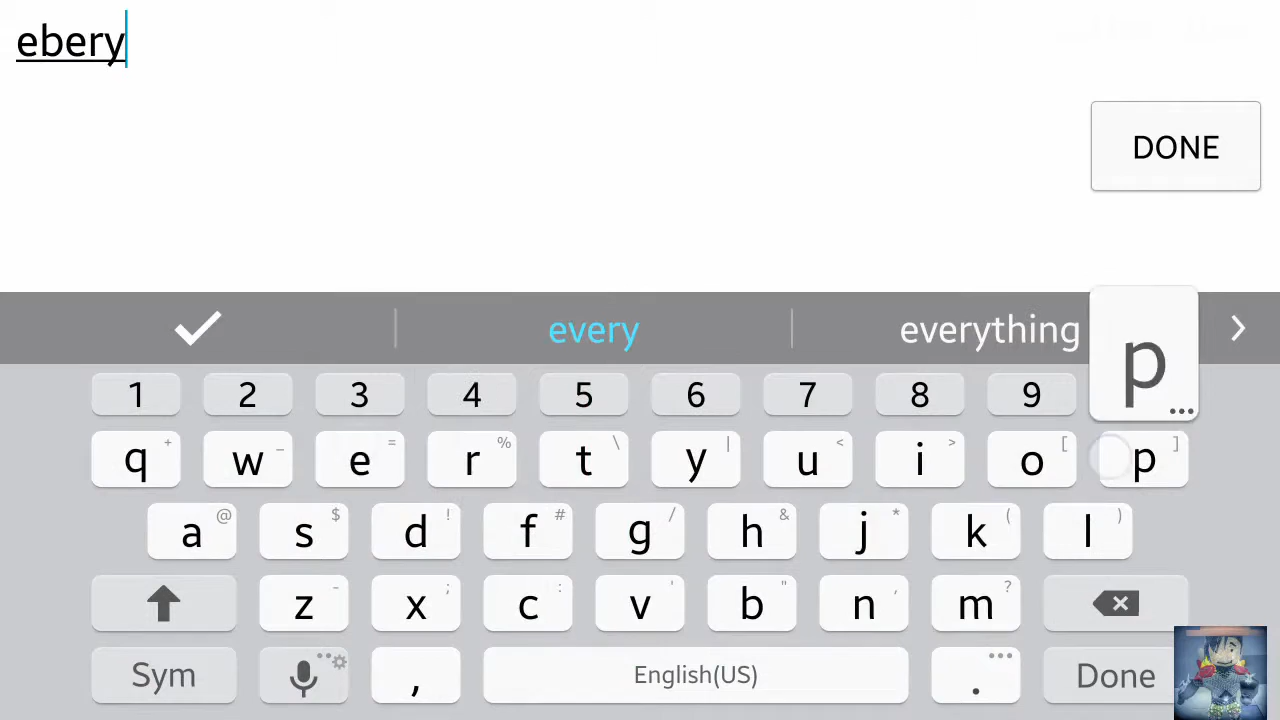 ebery
DONE
every everything
p...
1 2 3 4 5 6 7 8 9
q + w _ e = r % t \ y | u < i > o [ p ]
a @ s $ d ! f # g / h & j * k ( l )
z - x ; c : v ' b " n , m ?
Sym , English(US) . ... Done